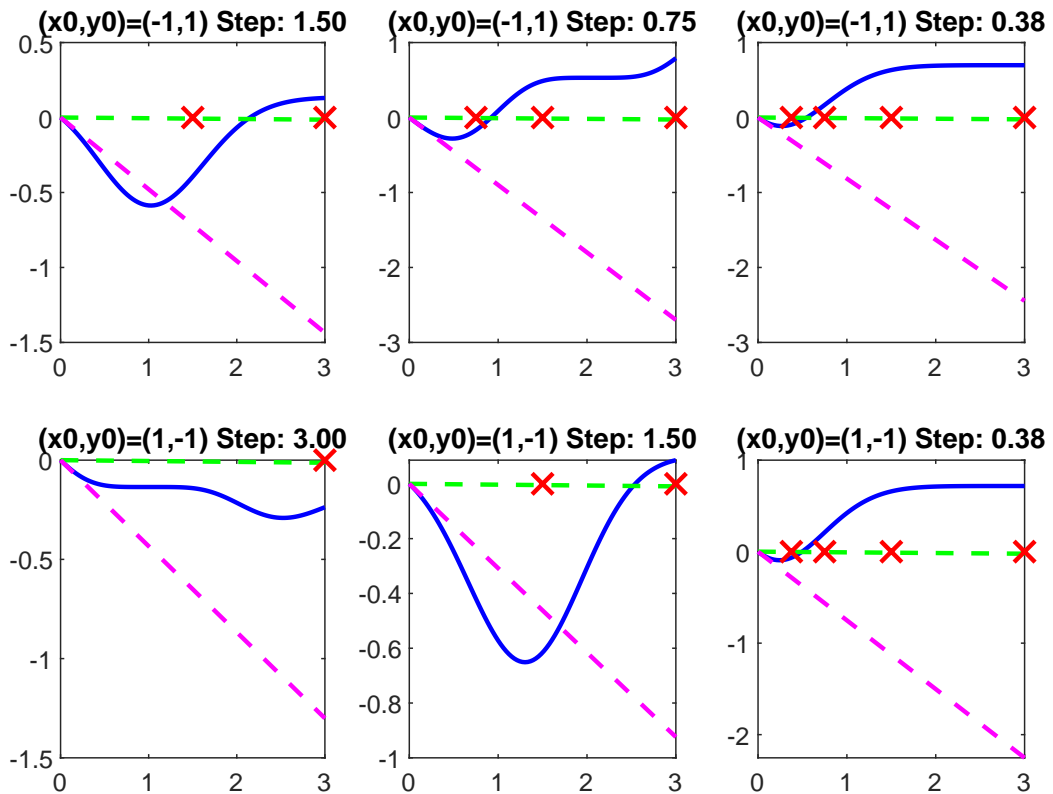 (x0,y0)=(-1,1) Step: 1.50
0.5
0
-0.5
-1
-1.5
0 1 2 3
(x0,y0)=(-1,1) Step: 0.75
1
0
-1
-2
-3
0 1 2 3
(x0,y0)=(-1,1) Step: 0.38
1
0
-1
-2
-3
0 1 2 3
(x0,y0)=(1,-1) Step: 3.00
0
-0.5
-1
-1.5
0 1 2 3
(x0,y0)=(1,-1) Step: 1.50
0
-0.2
-0.4
-0.6
-0.8
-1
0 1 2 3
(x0,y0)=(1,-1) Step: 0.38
1
0
-1
-2
0 1 2 3